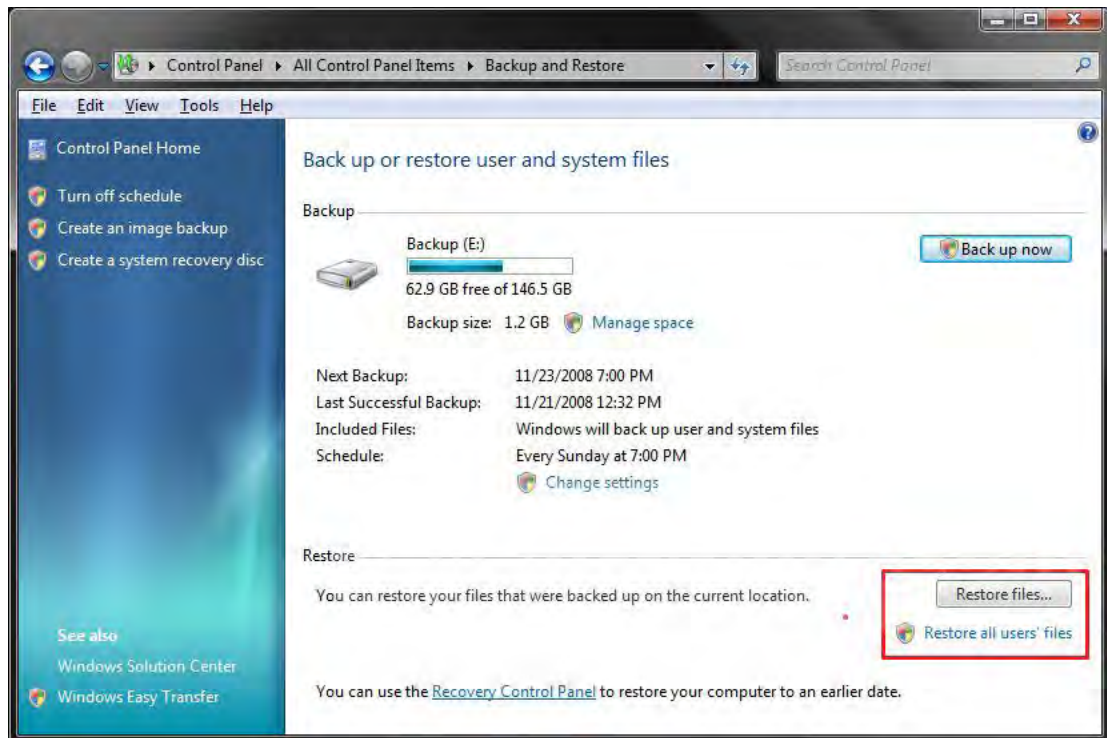 Control Panel ▸ All Control Panel Items ▸ Backup and Restore
Search Control Panel
File Edit View Tools Help
Control Panel Home
Turn off schedule
Create an image backup
Create a system recovery disc
See also
Windows Solution Center
Windows Easy Transfer
Back up or restore user and system files
Backup
Backup (E:)
62.9 GB free of 146.5 GB
Backup size: 1.2 GB Manage space
Back up now
Next Backup: 11/23/2008 7:00 PM
Last Successful Backup: 11/21/2008 12:32 PM
Included Files: Windows will back up user and system files
Schedule: Every Sunday at 7:00 PM
Change settings
Restore
You can restore your files that were backed up on the current location.
Restore files...
Restore all users' files
You can use the Recovery Control Panel to restore your computer to an earlier date.